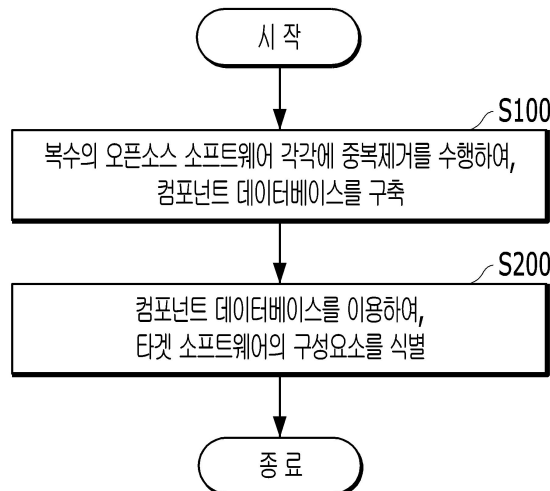 시 작
S100
복수의 오픈소스 소프트웨어 각각에 중복제거를 수행하여,
컴포넌트 데이터베이스를 구축
S200
컴포넌트 데이터베이스를 이용하여,
타겟 소프트웨어의 구성요소를 식별
종 료